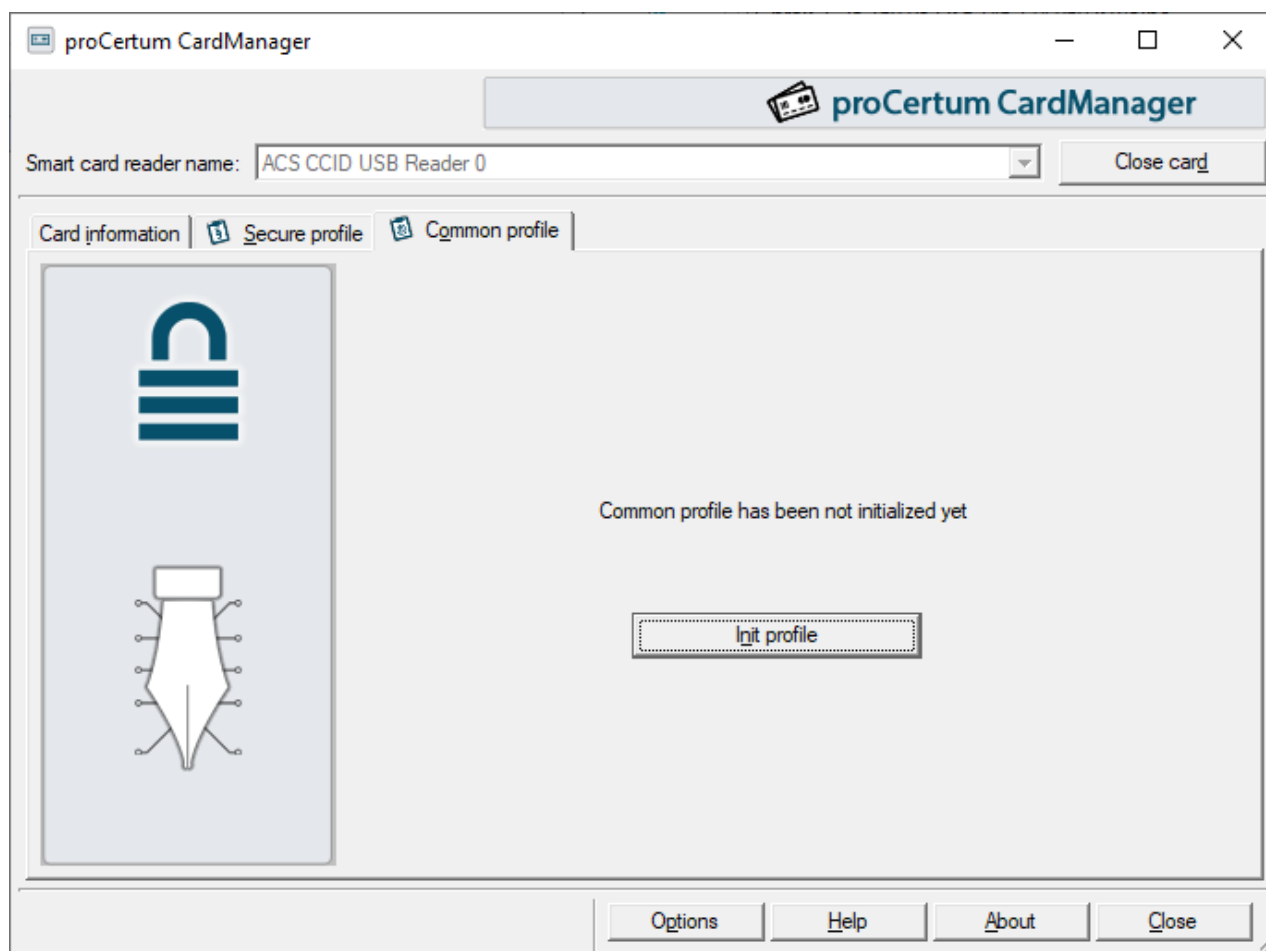 proCertum CardManager
proCertum CardManager
Smart card reader name: ACS CCID USB Reader 0 Close card
Card information Secure profile Common profile
Common profile has been not initialized yet
Init profile
Options Help About Close